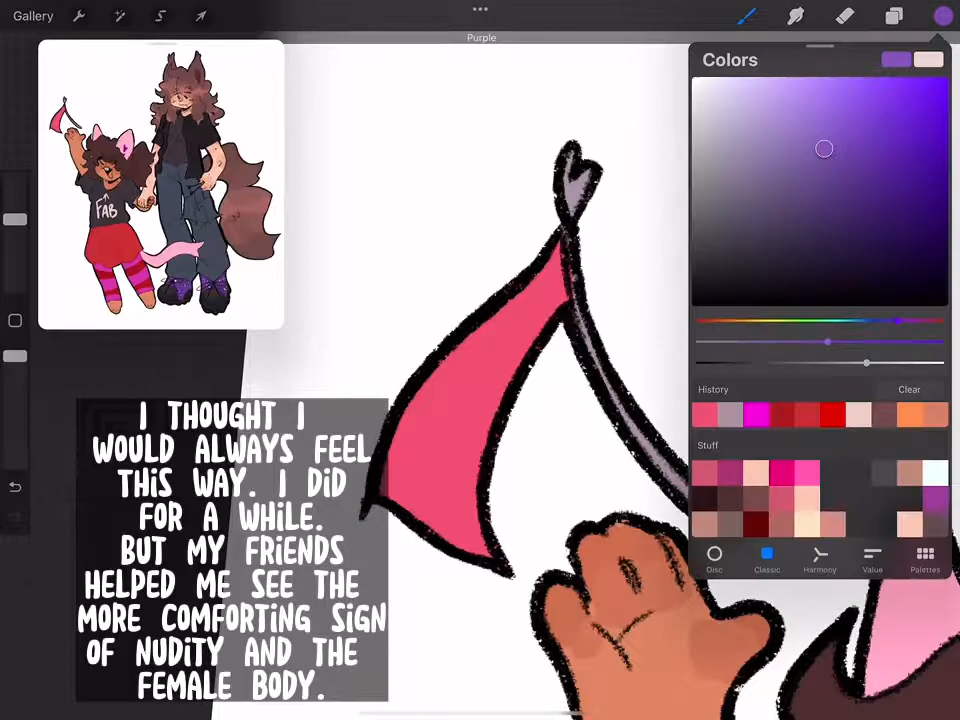 Gallery
Purple
Colors
FAB
History
Clear
Stuff
Disc
Classic
Harmony
Value
Palettes
I THOUGHT I
WOULD ALWAYS FEEL
THIS WAY. I DID
FOR A WHILE.
BUT MY FRIENDS
HELPED ME SEE THE
MORE COMFORTING SIGN
OF NUDITY AND THE
FEMALE BODY.